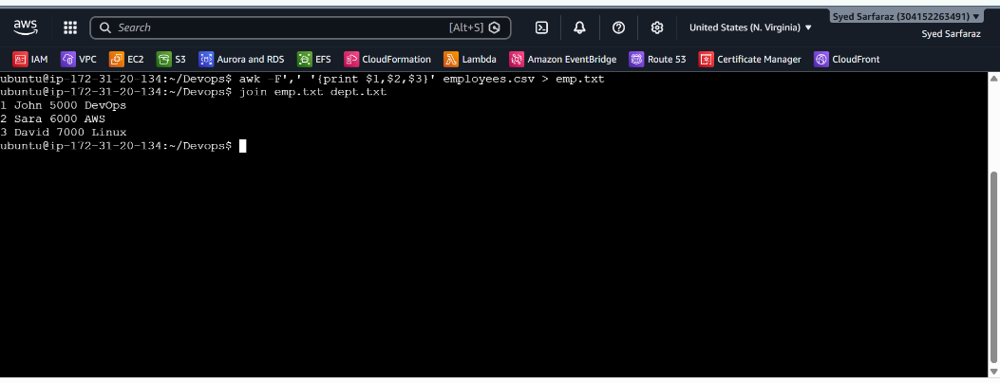 aws
Search [Alt+S]
United States (N. Virginia) ▼
Syed Sarfaraz (304152263491) ▼
Syed Sarfaraz
IAM VPC EC2 S3 Aurora and RDS EFS CloudFormation Lambda Amazon EventBridge Route 53 Certificate Manager CloudFront
ubuntu@ip-172-31-20-134:~/Devops$ awk -F',' '{print $1,$2,$3}' employees.csv > emp.txt
ubuntu@ip-172-31-20-134:~/Devops$ join emp.txt dept.txt
1 John 5000 DevOps
2 Sara 6000 AWS
3 David 7000 Linux
ubuntu@ip-172-31-20-134:~/Devops$